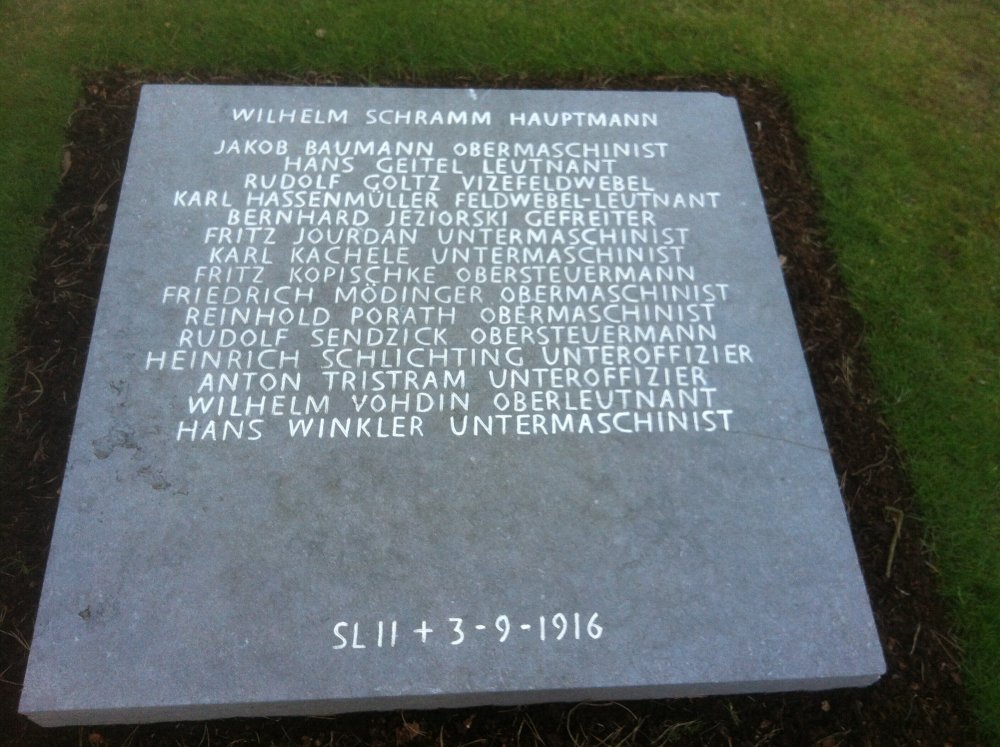 WILHELM SCHRAMM HAUPTMANN
JAKOB BAUMANN OBERMASCHINIST
HANS GEITEL LEUTNANT
RUDOLF GOLTZ VIZEFELDWEBEL
KARL HASSENMÜLLER FELDWEBEL-LEUTNANT
BERNHARD JEZIORSKI GEFREITER
FRITZ JOURDAN UNTERMASCHINIST
KARL KACHELE UNTERMASCHINIST
FRITZ KOPISCHKE OBERSTEUERMANN
FRIEDRICH MÖDINGER OBERMASCHINIST
REINHOLD PORATH OBERMASCHINIST
RUDOLF SENDZICK OBERSTEUERMANN
HEINRICH SCHLICHTING UNTEROFFIZIER
ANTON TRISTRAM UNTEROFFIZIER
WILHELM VOHDIN OBERLEUTNANT
HANS WINKLER UNTERMASCHINIST
SL11 + 3-9-1916